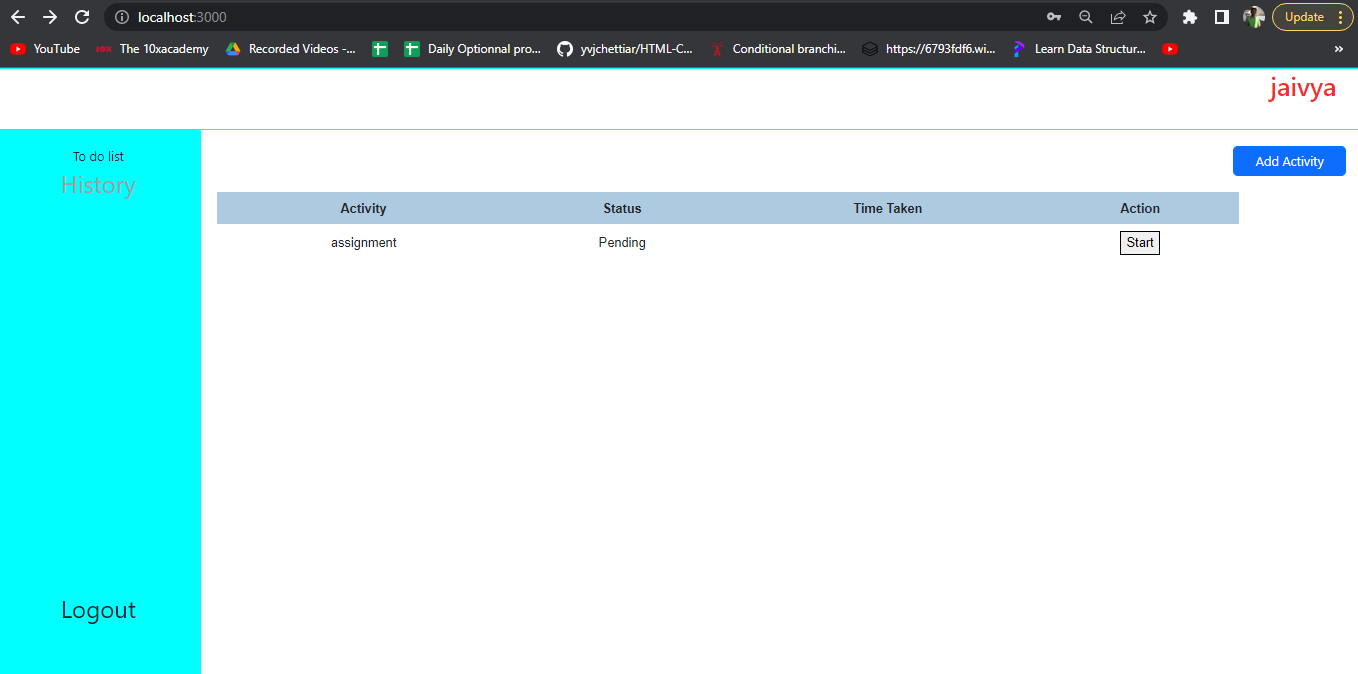 localhost:3000
Update
YouTube
The 10xacademy
Recorded Videos -...
Daily Optionnal pro...
yvjchettiar/HTML-C...
Conditional branchi...
https://6793fdf6.wi...
Learn Data Structur...
»
jaivya
To do list
History
Add Activity
Activity Status Time Taken Action
assignment Pending Start
Logout